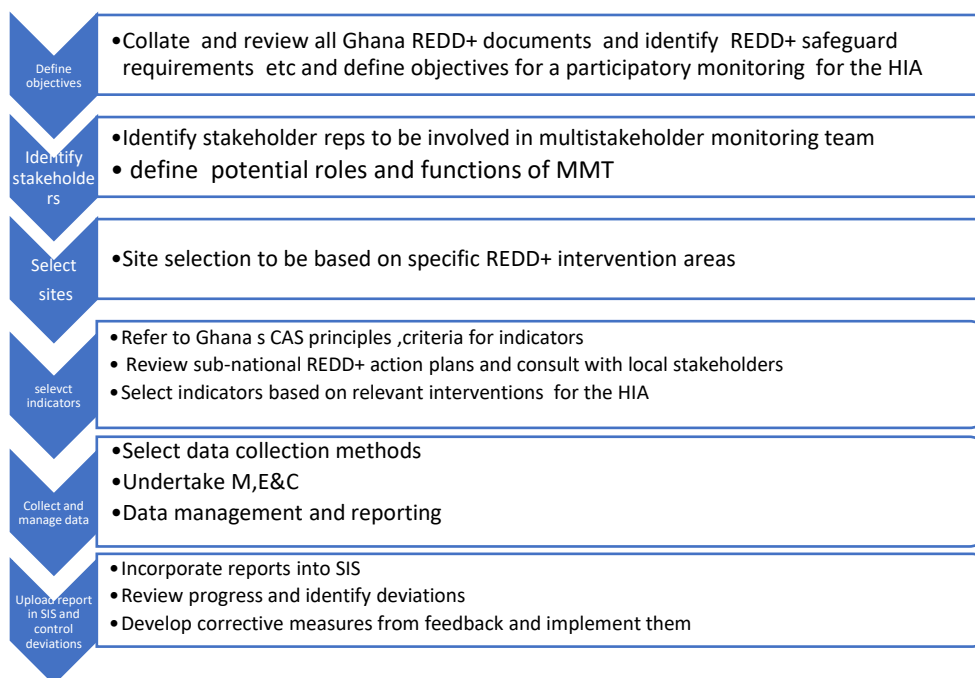 Define
objectives
•Collate and review all Ghana REDD+ documents and identify REDD+ safeguard
requirements etc and define objectives for a participatory monitoring for the HIA
Identify
stakeholde
rs
•Identify stakeholder reps to be involved in multistakeholder monitoring team
• define potential roles and functions of MMT
Select
sites
•Site selection to be based on specific REDD+ intervention areas
selevct
indicators
•Refer to Ghana s CAS principles ,criteria for indicators
• Review sub-national REDD+ action plans and consult with local stakeholders
•Select indicators based on relevant interventions for the HIA
Collect and
manage data
•Select data collection methods
•Undertake M,E&C
•Data management and reporting
Upload report
in SIS and
control
deviations
•Incorporate reports into SIS
•Review progress and identify deviations
•Develop corrective measures from feedback and implement them